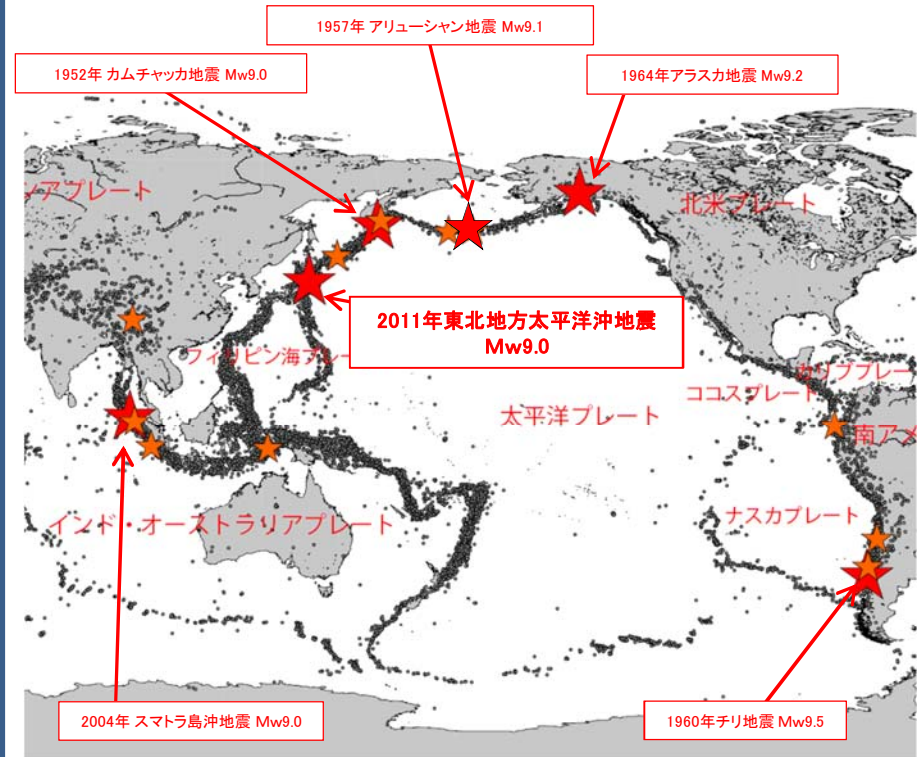 1957年 アリューシャン地震 Mw9.1
1952年 カムチャッカ地震 Mw9.0
1964年アラスカ地震 Mw9.2
シアプレート
北米プレート
2011年東北地方太平洋沖地震
Mw9.0
フィリピン海プレー
カリブプレー
ココスプレート
太平洋プレート
南アメ
インド・オーストラリアプレート
ナスカプレート
2004年 スマトラ島沖地震 Mw9.0
1960年チリ地震 Mw9.5